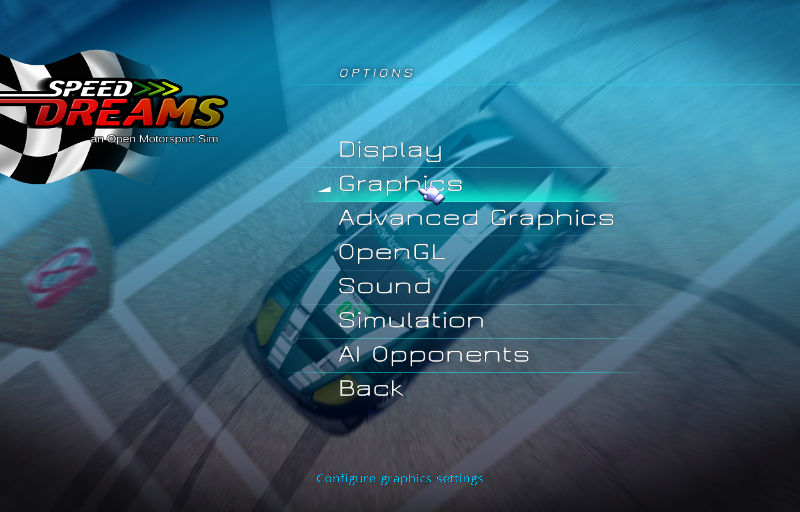 OPTIONS
SPEED
DREAMS
an Open Motorsport Sim
Display
Graphics
Advanced Graphics
OpenGL
Sound
Simulation
AI Opponents
Back
Configure graphics settings